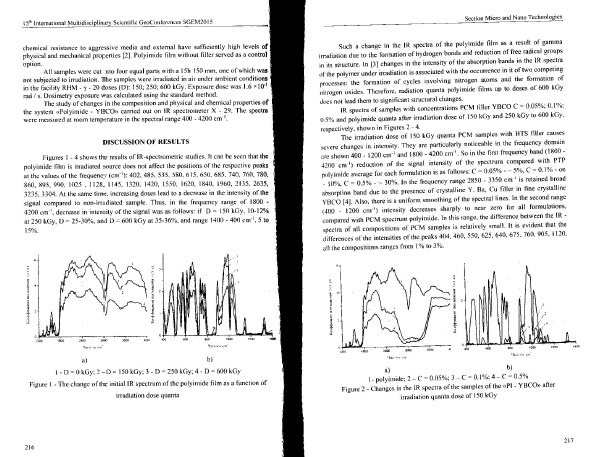 15th International Multidisciplinary Scientific GeoConferences SGEM2015
chemical resistance to aggressive media and external have sufficiently high levels of
physical and mechanical properties [2]. Polyimide film without filler served as a control
option.
All samples were cut into four equal parts with a 15h 150 mm, one of which was
not subjected to irradiation. The samples were irradiated in air under ambient conditions
in the facility RHM - γ - 20 doses (D): 150; 250; 600 kGy. Exposure dose was
rad / s. Dosimetry exposure was calculated using the standard method.
The study of changes in the composition and physical and chemical properties of
the system «Polyimide - YBCO» carried out on IR spectrometer X - 29. The spectra
were measured at room temperature in the spectral range 400 - 4200 cm-1.
DISCUSSION OF RESULTS
Figures 1 - 4 shows the results of IR-spectrometric studies. It can be seen that the
polyimide film is irradiated source does not affect the positions of the respective peaks
at the values of the frequency (cm-1): 402, 485, 535, 580, 615, 650, 685, 740, 760, 780,
860, 895, 990, 1025 , 1128, 1145, 1320, 1420, 1550, 1620, 1840, 1960, 2135, 2635,
3235, 3304. At the same time, increasing doses lead to a decrease in the intensity of the
signal compared to non-irradiated sample. Thus, in the frequency range of 1800 -
4200 cm-1, decrease in intensity of the signal was as follows: if D = 150 kGy, 10-12%
at 250 kGy, D = 25-30%, and D = 600 kGy at 35-36%, and range 1400 - 400 cm-1, 5 to
15%.
a) b)
1 - D = 0 kGy; 2 - D = 150 kGy; 3 - D = 250 kGy; 4 - D = 600 kGy
Figure 1 - The change of the initial IR spectrum of the polyimide film as a function of
irradiation dose quanta
216
Section Micro and Nano Technologies
Such a change in the IR spectra of the polyimide film as a result of gamma
irradiation due to the formation of hydrogen bonds and reduction of free radical groups
in its structure. In [3] changes in the intensity of the absorption bands in the IR spectra
of the polymer under irradiation is associated with the occurrence in it of two competing
processes: the formation of cycles involving nitrogen atoms and the formation of
nitrogen oxides. Therefore, radiation quanta polyimide films up to doses of 600 kGy
does not lead them to significant structural changes.
IR spectra of samples with concentrations PCM filler YBCO C = 0.05%; 0.1%;
0.5% and polyimide quanta after irradiation dose of 150 kGy and 250 kGy to 600 kGy,
respectively, shown in Figures 2 - 4.
The irradiation dose of 150 kGy quanta PCM samples with HTS filler causes
severe changes in intensity. They are particularly noticeable in the frequency domain
are shown 400 - 1200 cm-1 and 1800 - 4200 cm-1. So in the first frequency band (1800 -
4200 cm-1) reduction of the signal intensity of the spectrum compared with PTP
polyimide average for each formulation is as follows: C = 0.05% - ~ 5%, C = 0.1% - on
- 10%, C = 0.5% - ~ 30%. In the frequency range 2850 - 3350 cm-1 is retained broad
absorption band due to the presence of crystalline Y, Ba, Cu filler in fine crystalline
YBCO [4]. Also, there is a uniform smoothing of the spectral lines. In the second range
(400 - 1200 cm-1) intensity decreases sharply to near zero for all formulations,
compared with PCM spectrum polyimide. In this range, the difference between the IR -
spectra of all compositions of PCM samples is relatively small. It is evident that the
differences of the intensities of the peaks 404, 460, 550, 625, 640, 675, 760, 905, 1120,
all the compositions ranges from 1% to 3%.
a) b)
1- polyimide; 2 – C = 0.05%; 3 – C = 0.1%; 4 – C = 0.5%
Figure 2 - Changes in the IR spectra of the samples of the «PI - YBCO» after
irradiation quanta dose of 150 kGy
217